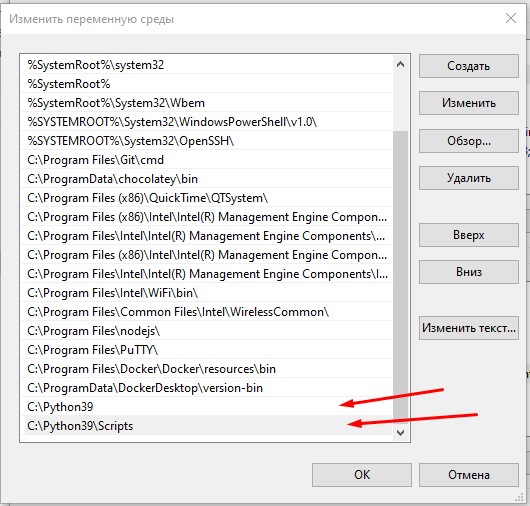 Изменить переменную среды
%SystemRoot%\system32
%SystemRoot%
%SystemRoot%\System32\Wbem
%SYSTEMROOT%\System32\WindowsPowerShell\v1.0\
%SYSTEMROOT%\System32\OpenSSH\
C:\Program Files\Git\cmd
C:\ProgramData\chocolatey\bin
C:\Program Files (x86)\QuickTime\QTSystem\
C:\Program Files (x86)\Intel\Intel(R) Management Engine Compon...
C:\Program Files\Intel\Intel(R) Management Engine Components\...
C:\Program Files (x86)\Intel\Intel(R) Management Engine Compon...
C:\Program Files\Intel\Intel(R) Management Engine Components\I...
C:\Program Files\Intel\WiFi\bin\
C:\Program Files\Common Files\Intel\WirelessCommon\
C:\Program Files\nodejs\
C:\Program Files\PuTTY\
C:\Program Files\Docker\Docker\resources\bin
C:\ProgramData\DockerDesktop\version-bin
C:\Python39
C:\Python39\Scripts
Создать
Изменить
Обзор...
Удалить
Вверх
Вниз
Изменить текст...
ОК
Отмена